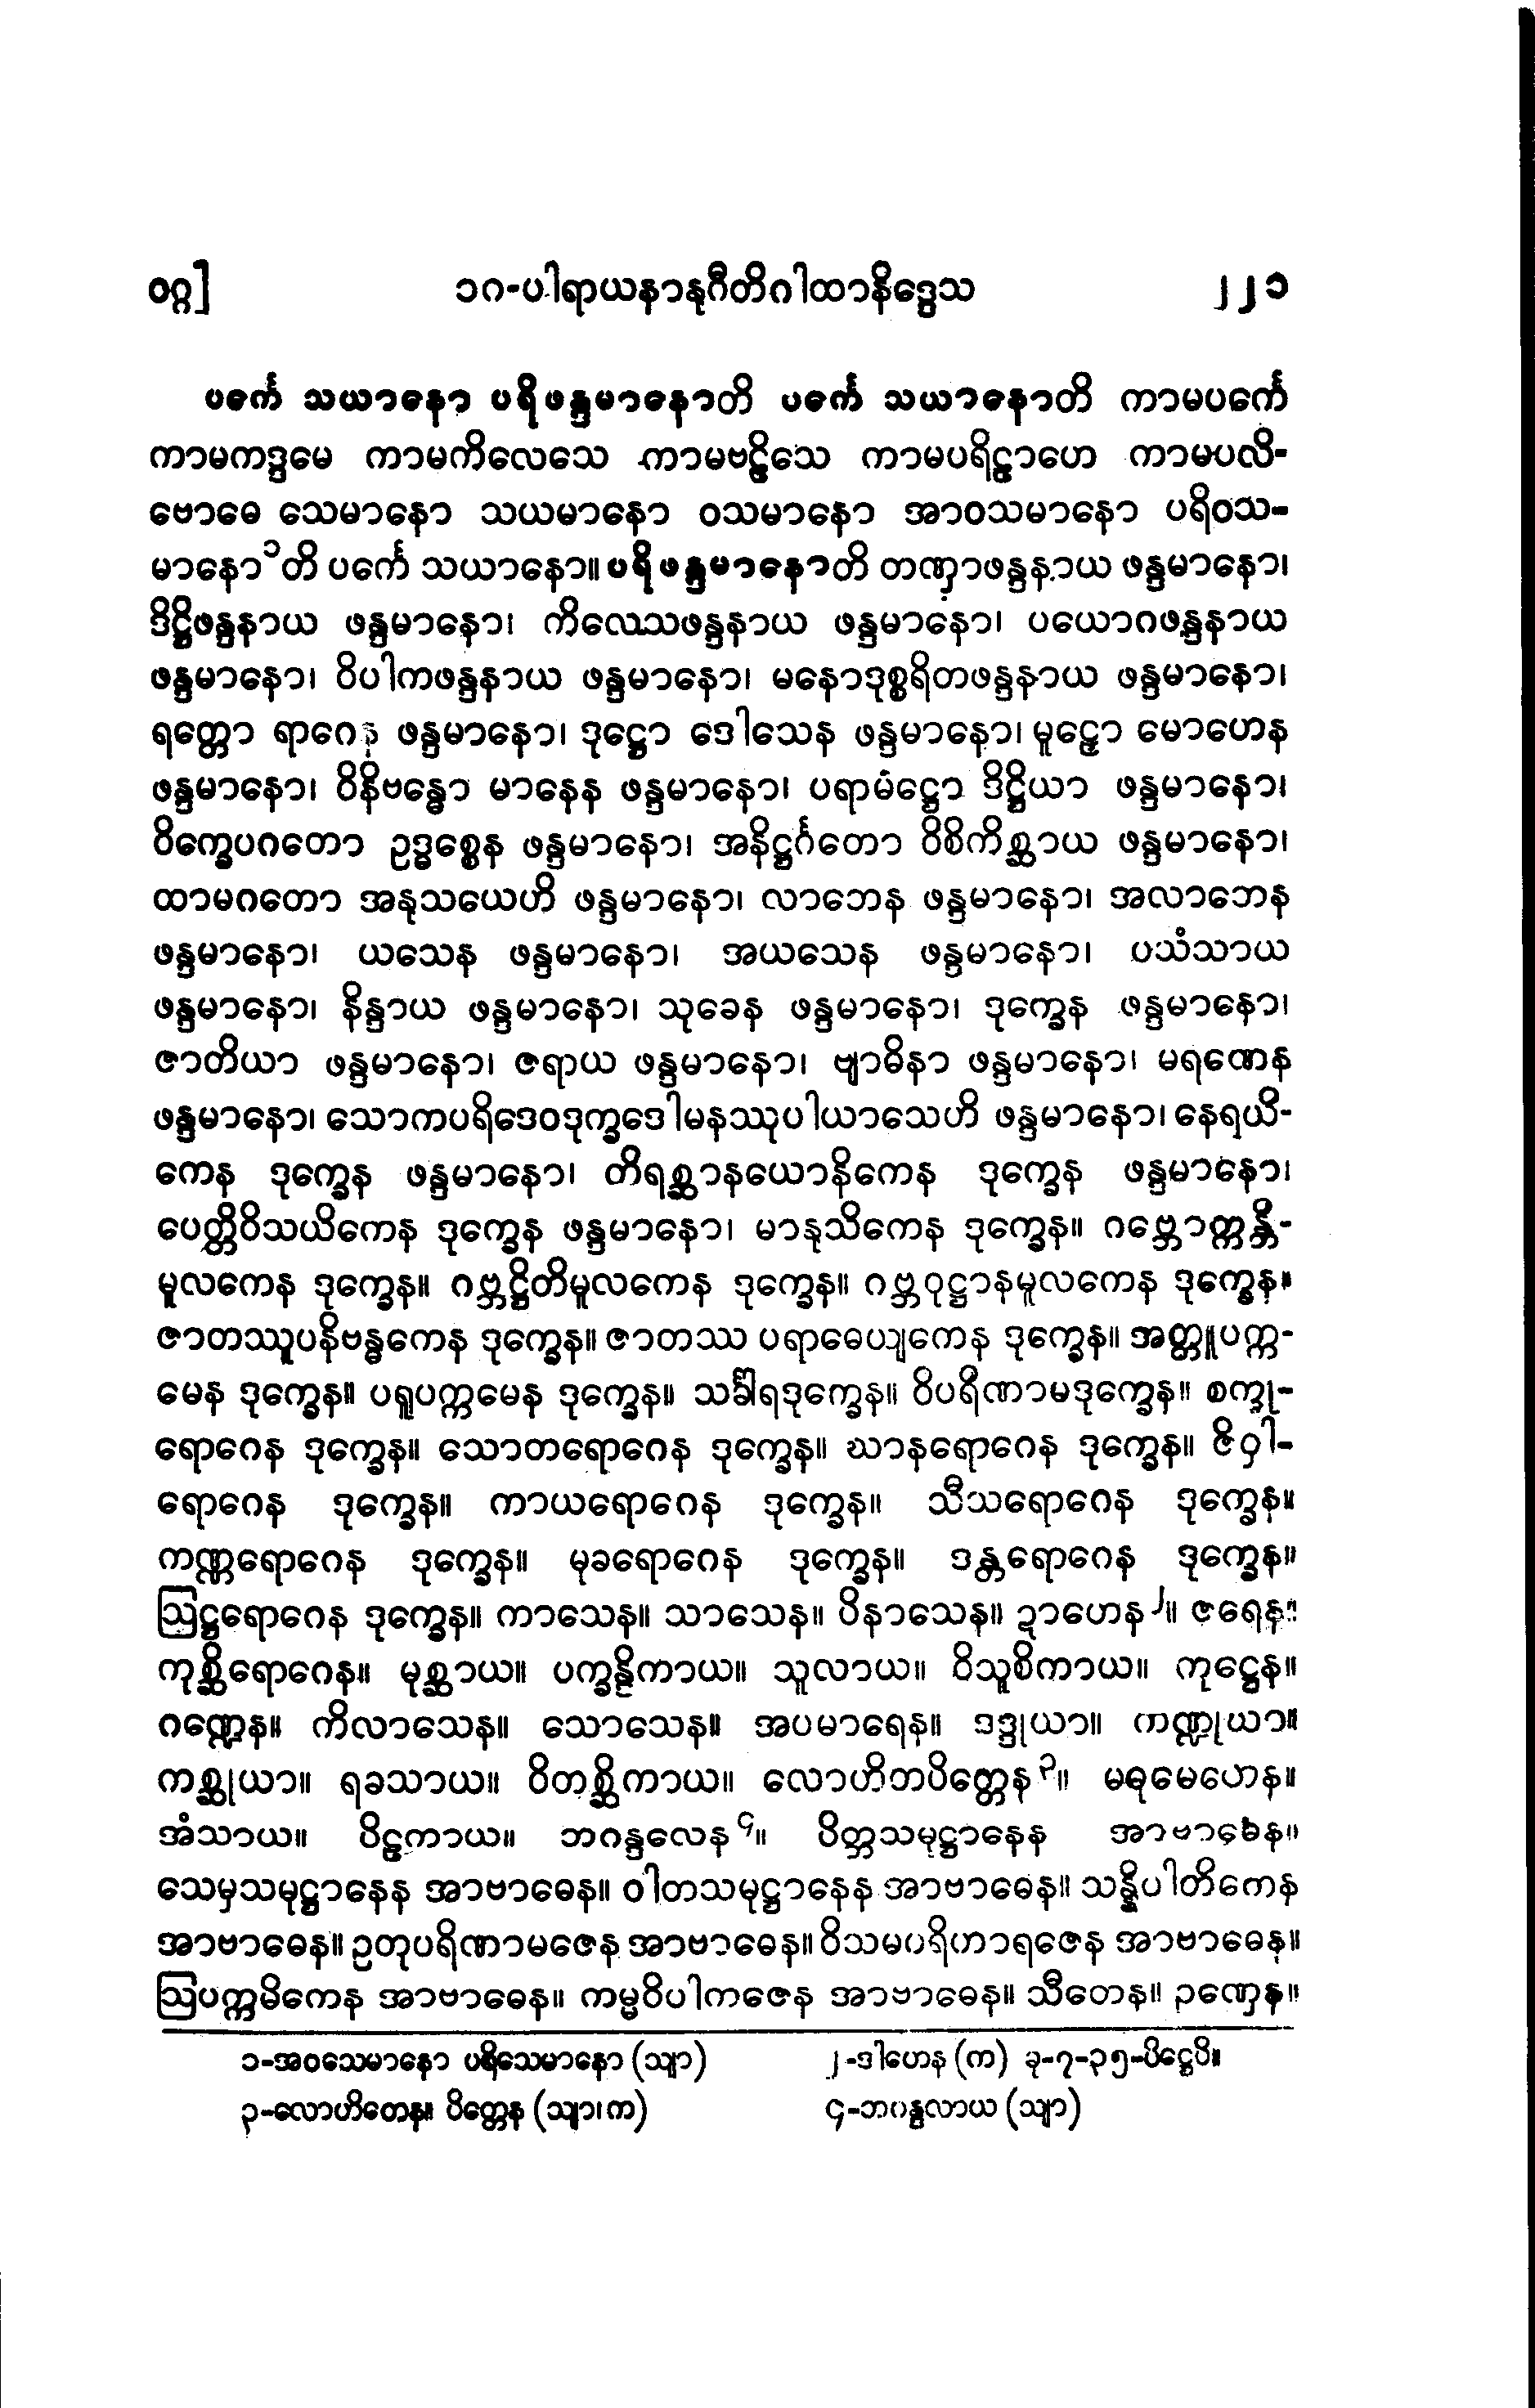 ဝဂ္ဂ] ၁၈-ပါရာယနာနုဂီတိဂါထာနိဒ္ဒေသ ၂၂၁
ပင်္ကေ သယာနော ပရိဖန္ဒမာနောတိ ပင်္ကေ သယာနောတိ ကာမပင်္ကေ
ကာမကဒ္ဒမေ ကာမကိလေသေ ကာမဗဠိသေ ကာမပရိဠာဟေ ကာမပလိ-
ဗောဓေ သေမာနော သယမာနော ဝသမာနော အာဝသမာနော ပရိဝသ-
မာနော၁တိ ပင်္ကေ သယာနော။ ပရိဖန္ဒမာနောတိ တဏှာဖန္ဒနာယ ဖန္ဒမာနော၊
ဒိဋ္ဌိဖန္ဒနာယ ဖန္ဒမာနော၊ ကိလေသဖန္ဒနာယ ဖန္ဒမာနော၊ ပယောဂဖန္ဒနာယ
ဖန္ဒမာနော၊ ဝိပါကဖန္ဒနာယ ဖန္ဒမာနော၊ မနောဒုစ္စရိတဖန္ဒနာယ ဖန္ဒမာနော၊
ရတ္တော ရာဂေန ဖန္ဒမာနော၊ ဒုဋ္ဌော ဒေါသေန ဖန္ဒမာနော၊ မူဠှော မောဟေန
ဖန္ဒမာနော၊ ဝိနိဗန္ဓော မာနေန ဖန္ဒမာနော၊ ပရာမဋ္ဌော ဒိဋ္ဌိယာ ဖန္ဒမာနော၊
ဝိက္ခေပဂတော ဥဒ္ဓစ္စေန ဖန္ဒမာနော၊ အနိဋ္ဌင်္ဂတော ဝိစိကိစ္ဆာယ ဖန္ဒမာနော၊
ထာမဂတော အနုသယေဟိ ဖန္ဒမာနော၊ လာဘေန ဖန္ဒမာနော၊ အလာဘေန
ဖန္ဒမာနော၊ ယသေန ဖန္ဒမာနော၊ အယသေန ဖန္ဒမာနော၊ ပသံသာယ
ဖန္ဒမာနော၊ နိန္ဒာယ ဖန္ဒမာနော၊ သုခေန ဖန္ဒမာနော၊ ဒုက္ခေန ဖန္ဒမာနော၊
ဇာတိယာ ဖန္ဒမာနော၊ ဇရာယ ဖန္ဒမာနော၊ ဗျာဓိနာ ဖန္ဒမာနော၊ မရဏေန
ဖန္ဒမာနော၊ သောကပရိဒေဝဒုက္ခဒေါမနဿုပါယာသေဟိ ဖန္ဒမာနော၊ နေရယိ-
ကေန ဒုက္ခေန ဖန္ဒမာနော၊ တိရစ္ဆာနယောနိကေန ဒုက္ခေန ဖန္ဒမာနော၊
ပေတ္တိဝိသယိကေန ဒုက္ခေန ဖန္ဒမာနော၊ မာနုသိကေန ဒုက္ခေန။ ဂဗ္ဘောက္ကန္တိ-
မူလကေန ဒုက္ခေန။ ဂဗ္ဘဋ္ဌိတိမူလကေန ဒုက္ခေန။ ဂဗ္ဘဝုဋ္ဌာနမူလကေန ဒုက္ခေန။
ဇာတဿူပနိဗန္ဓကေန ဒုက္ခေန။ ဇာတဿ ပရာဓေယျကေန ဒုက္ခေန။ အတ္တူပက္က-
မေန ဒုက္ခေန။ ပရူပက္ကမေန ဒုက္ခေန။ သင်္ခါရဒုက္ခေန။ ဝိပရိဏာမဒုက္ခေန။ စက္ခု-
ရောဂေန ဒုက္ခေန။ သောတရောဂေန ဒုက္ခေန။ ဃာနရောဂေန ဒုက္ခေန။ ဇိဝှါ-
ရောဂေန ဒုက္ခေန။ ကာယရောဂေန ဒုက္ခေန။ သီသရောဂေန ဒုက္ခေန။
ကဏ္ဏရောဂေန ဒုက္ခေန။ မုခရောဂေန ဒုက္ခေန။ ဒန္တရောဂေန ဒုက္ခေန။
ဩဋ္ဌရောဂေန ဒုက္ခေန။ ကာသေန။ သာသေန။ ပိနာသေန။ ဍာဟေန၂။ ဇရေန။
ကုစ္ဆိရောဂေန။ မုစ္ဆာယ။ ပက္ခန္ဒိကာယ။ သူလာယ။ ဝိသူစိကာယ။ ကုဋ္ဌေန။
ဂဏ္ဍေန။ ကိလာသေန။ သောသေန။ အပမာရေန။ ဒဒ္ဒုယာ။ ကဏ္ဍုယာ။
ကစ္ဆုယာ။ ရခသာယ။ ဝိတစ္ဆိကာယ။ လောဟိတပိတ္တေန၃။ မဓုမေဟေန။
အံသာယ။ ပိဠကာယ။ ဘဂန္ဒလေန၄။ ပိတ္တသမုဋ္ဌာနေန အာဗာဓေန။
သေမှသမုဋ္ဌာနေန အာဗာဓေန။ ဝါတသမုဋ္ဌာနေန အာဗာဓေန။ သန္နိပါတိကေန
အာဗာဓေန။ ဥတုပရိဏာမဇေန အာဗာဓေန။ ဝိသမပရိဟာရဇေန အာဗာဓေန။
ဩပက္ကမိကေန အာဗာဓေန။ ကမ္မဝိပါကဇေန အာဗာဓေန။ သီတေန။ ဥဏှေန။
၁-အဝသေမာနော ပရိသေမာနော (သျာ) ၂-ဒါဟေန (က) ခု-၇-၃၅-ပိဋ္ဌေပိ။
၃-လောဟိတေန။ ပိတ္တေန (သျာ၊ က) ၄-ဘဂန္ဒလာယ (သျာ)